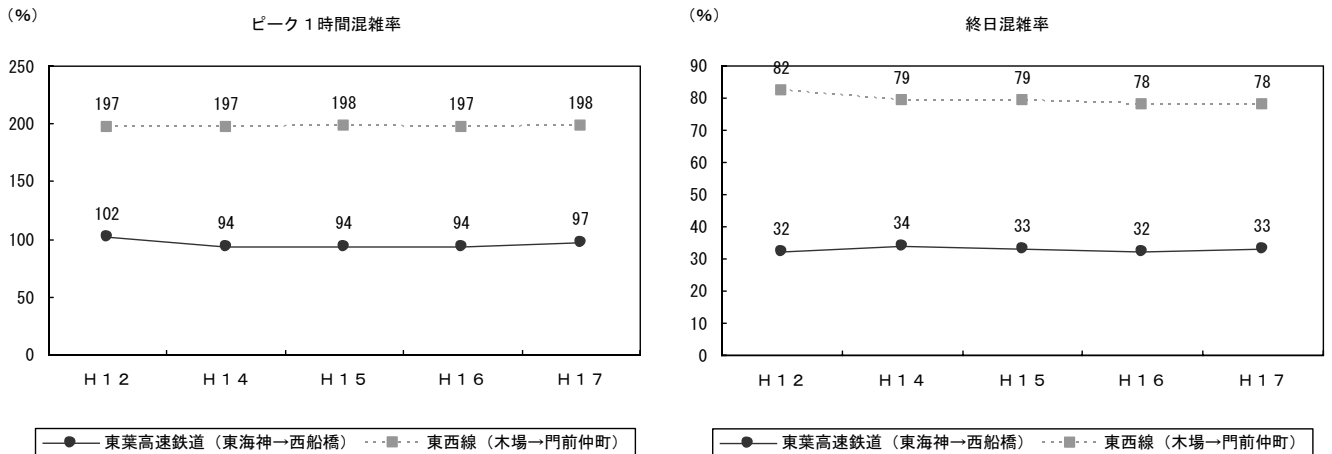 (%)
ピーク1時間混雑率
250
200
150
100
50
0
197
197
198
197
198
102
94
94
94
97
H12
H14
H15
H16
H17
東葉高速鉄道（東海神→西船橋）
東西線（木場→門前仲町）
(%)
終日混雑率
90
80
70
60
50
40
30
20
10
0
82
79
79
78
78
32
34
33
32
33
H12
H14
H15
H16
H17
東葉高速鉄道（東海神→西船橋）
東西線（木場→門前仲町）